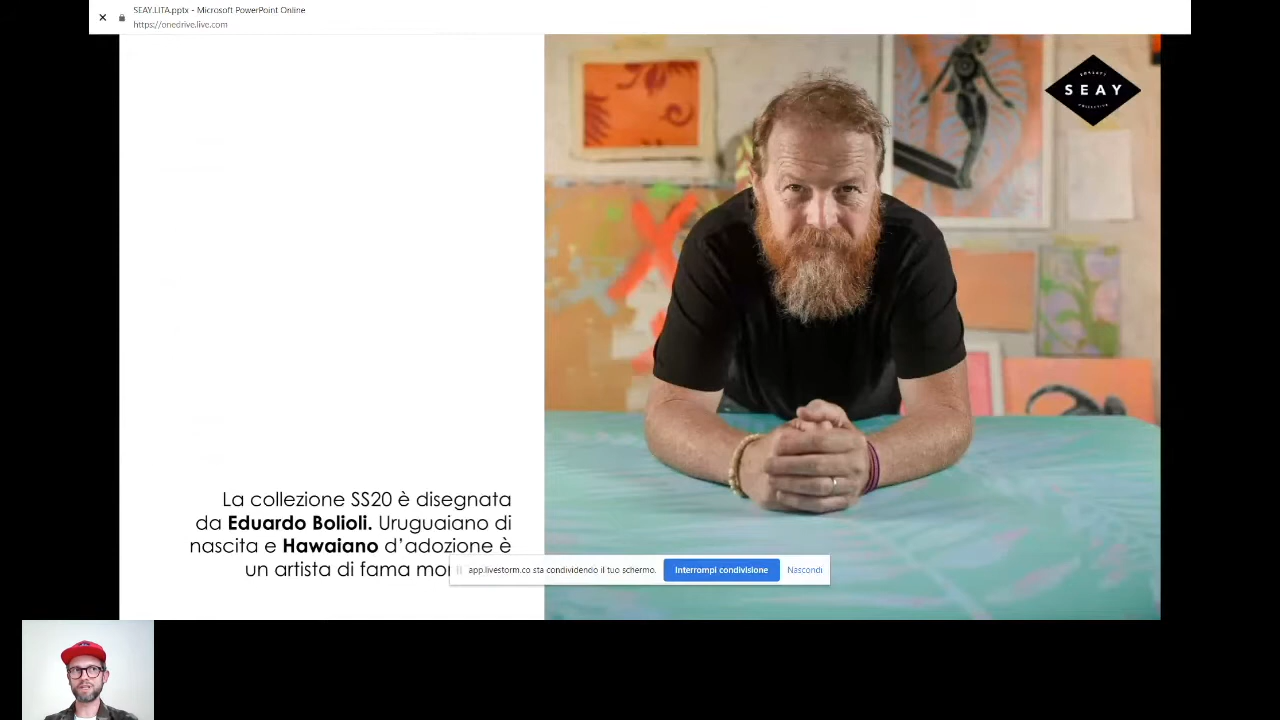 SEAY.LITA.pptx - Microsoft PowerPoint Online
https://onedrive.live.com
SEAY
La collezione SS20 è disegnata
da Eduardo Bolioli. Uruguaiano di
nascita e Hawaiano d’adozione è
un artista di fama
app.livestorm.co sta condividendo il tuo schermo.
Interrompi condivisione
Nascondi